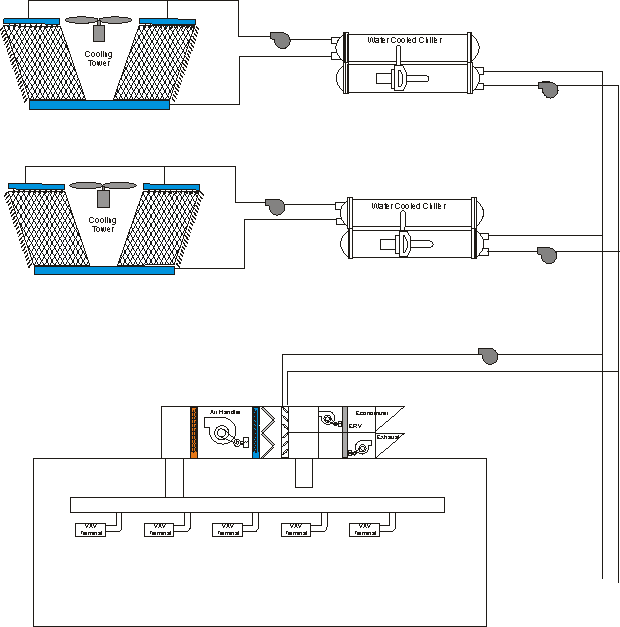 Cooling
Tower
Water Cooled Chiller
Cooling
Tower
Water Cooled Chiller
Air Handler
Economizer
ERV
Exhaust
VAV
Terminal
VAV
Terminal
VAV
Terminal
VAV
Terminal
VAV
Terminal